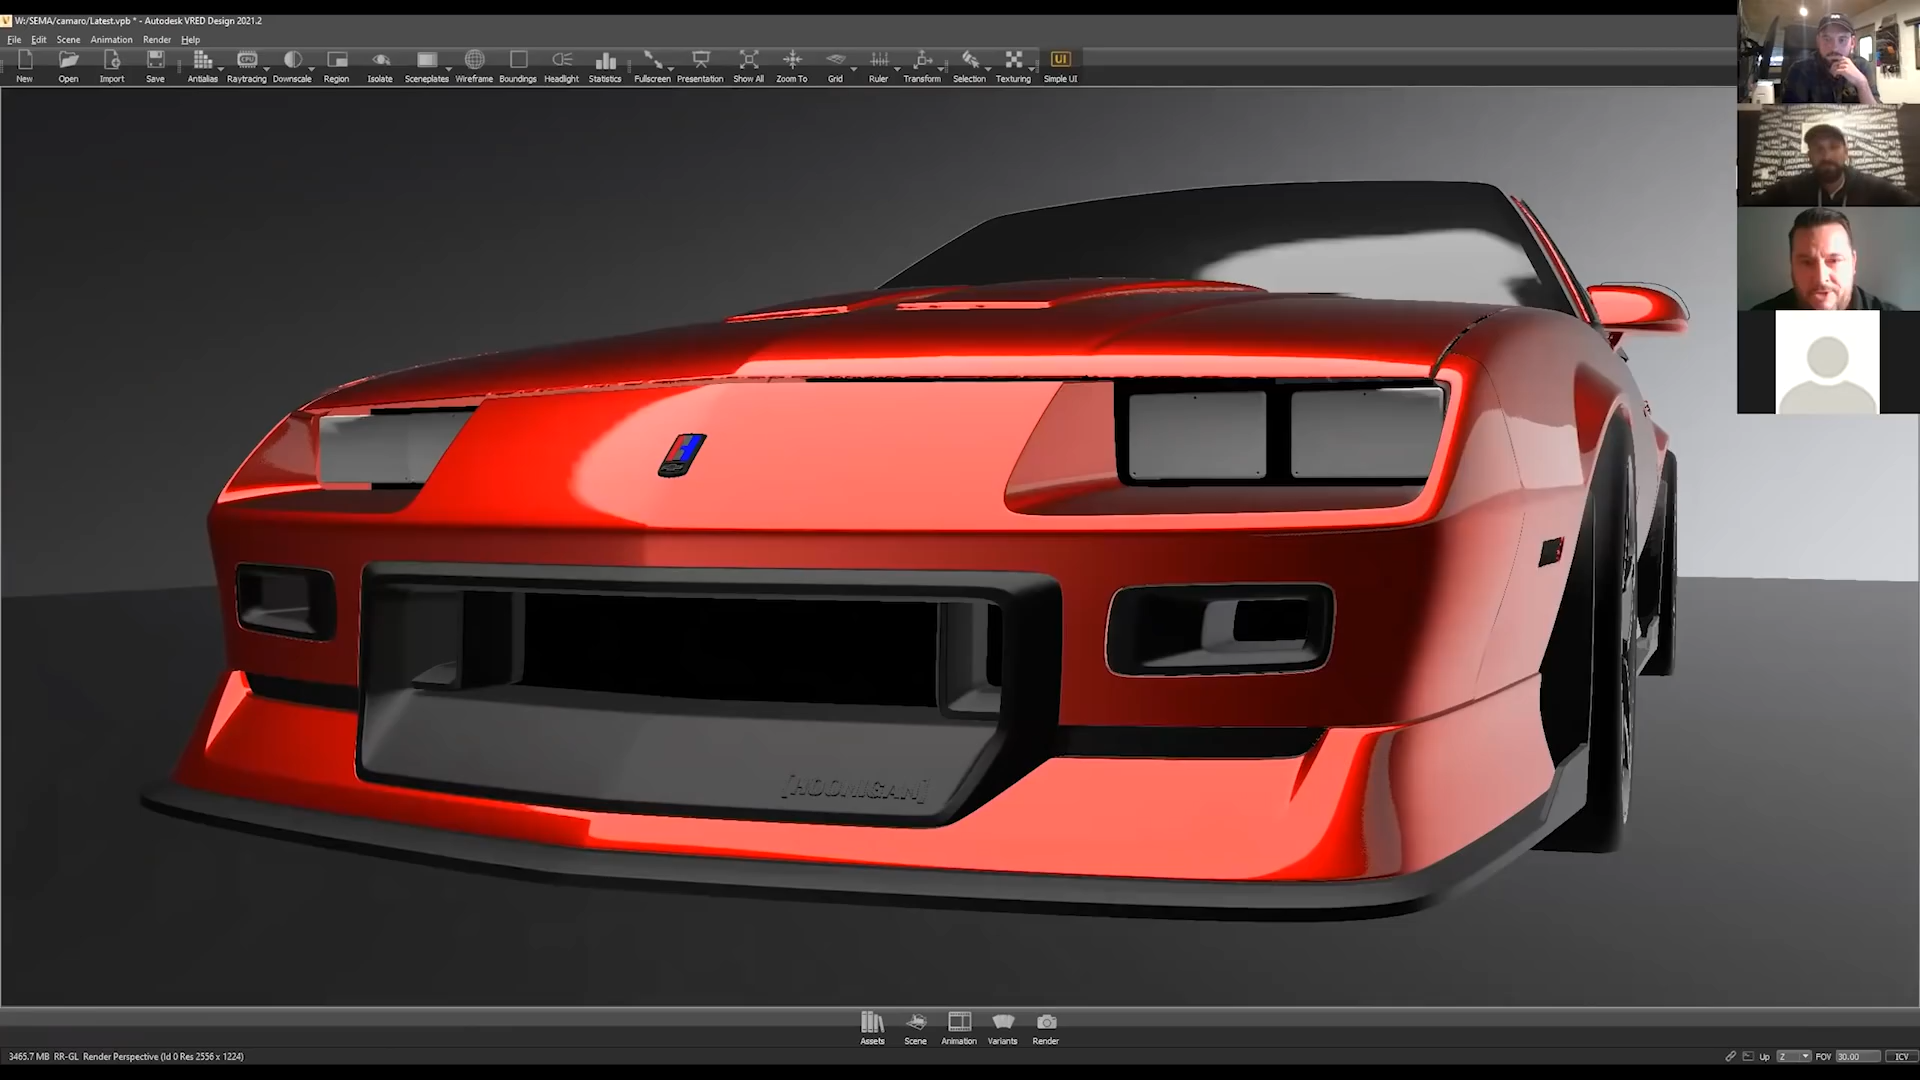 W:/SEMA/camaro/Latest.vpb * - Autodesk VRED Design 2021.2
File Edit Scene Animation Render Help
CPU UI
New Open Import Save Antialias Raytracing Downscale Region Isolate Sceneplates Wireframe Boundings Headlight Statistics Fullscreen Presentation Show All Zoom To Grid Ruler Transform Selection Texturing Simple UI
[HOONIGAN]
Assets Scene Animation Variants Render
3465.7 MB RR-GL Render Perspective (Id 0 Res 2556 x 1224) Up Z FOV 30.00 ICV